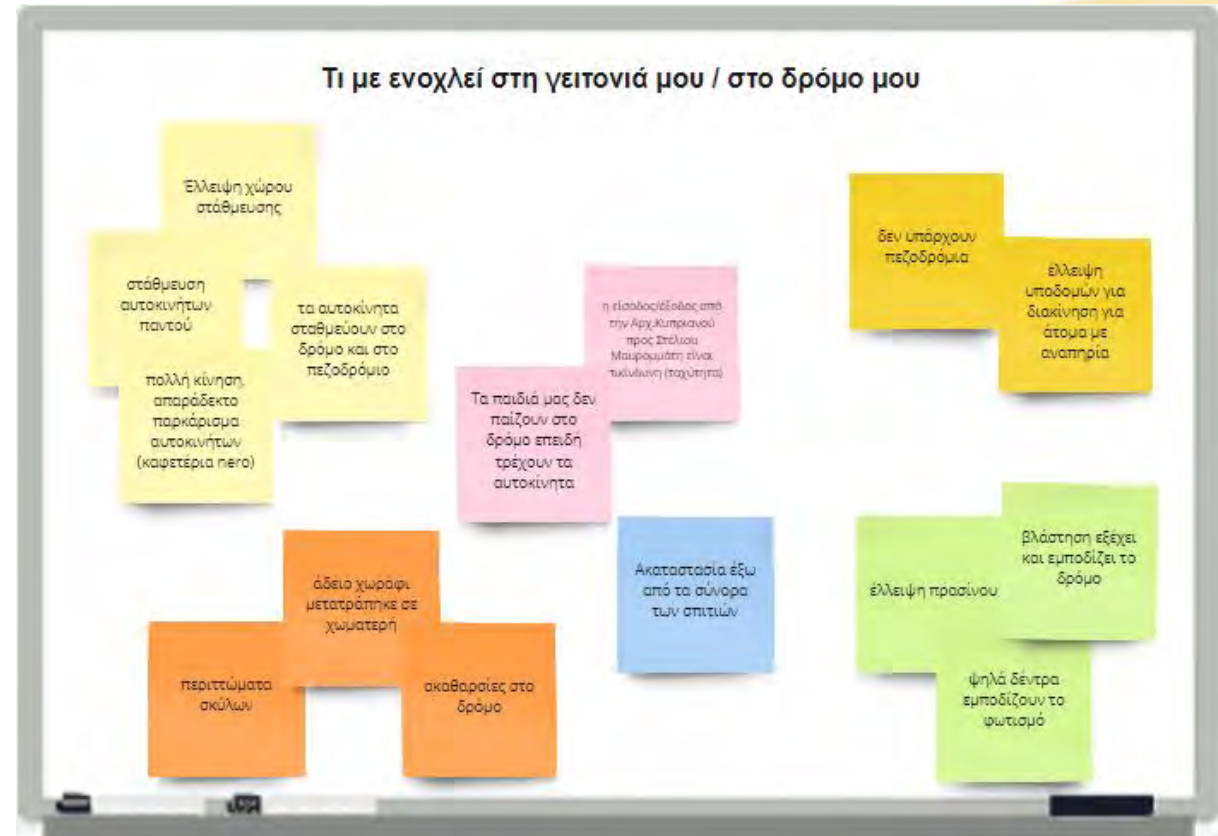 Τι με ενοχλεί στη γειτονιά μου / στο δρόμο μου
Έλλειψη χώρου
στάθμευσης
στάθμευση
αυτοκινήτων
παντού
τα αυτοκίνητα
σταθμεύουν στο
δρόμο και στο
πεζοδρόμιο
πολλή κίνηση,
απαράδεκτο
παρκάρισμα
αυτοκινήτων
(καφετέρια nero)
η είσοδος/έξοδος από
την Αρχ.Κυπριανού
προς Στέλιου
Μαυρομμάτη είναι
πικίνδυνη (ταχύτητα)
Τα παιδιά μας δεν
παίζουν στο
δρόμο επειδή
τρέχουν τα
αυτοκίνητα
δεν υπάρχουν
πεζοδρόμια
έλλειψη
υποδομών για
διακίνηση για
άτομα με
αναπηρία
άδειο χωράφι
μετατράπηκε σε
χωματερή
περιττώματα
σκύλων
ακαθαρσίες στο
δρόμο
Ακαταστασία έξω
από τα σύνορα
των σπιτιών
έλλειψη πρασίνου
βλάστηση εξέχει
και εμποδίζει το
δρόμο
ψηλά δέντρα
εμποδίζουν το
φωτισμό